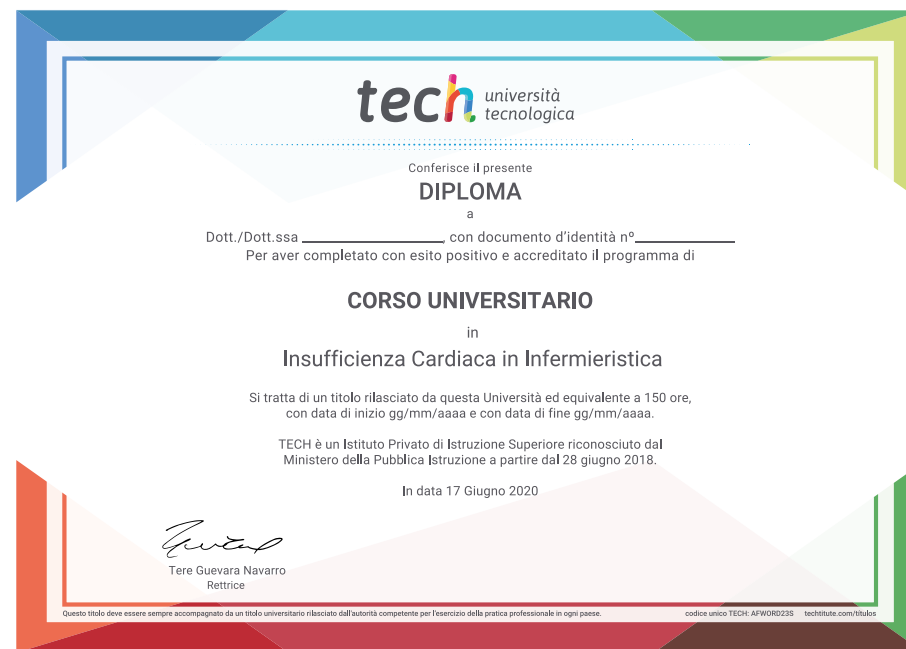 tech università
tecnologica
Conferisce il presente
DIPLOMA
a
Dott./Dott.ssa _________________, con documento d'identità nº____________
Per aver completato con esito positivo e accreditato il programma di
CORSO UNIVERSITARIO
in
Insufficienza Cardiaca in Infermieristica
Si tratta di un titolo rilasciato da questa Università ed equivalente a 150 ore,
con data di inizio gg/mm/aaaa e con data di fine gg/mm/aaaa.
TECH è un Istituto Privato di Istruzione Superiore riconosciuto dal
Ministero della Pubblica Istruzione a partire dal 28 giugno 2018.
In data 17 Giugno 2020
Tere Guevara Navarro
Rettrice
Questo titolo deve essere sempre accompagnato da un titolo universitario rilasciato dall'autorità competente per l'esercizio della pratica professionale in ogni paese. codice unico TECH: AFWORD23S techtitute.com/títulos